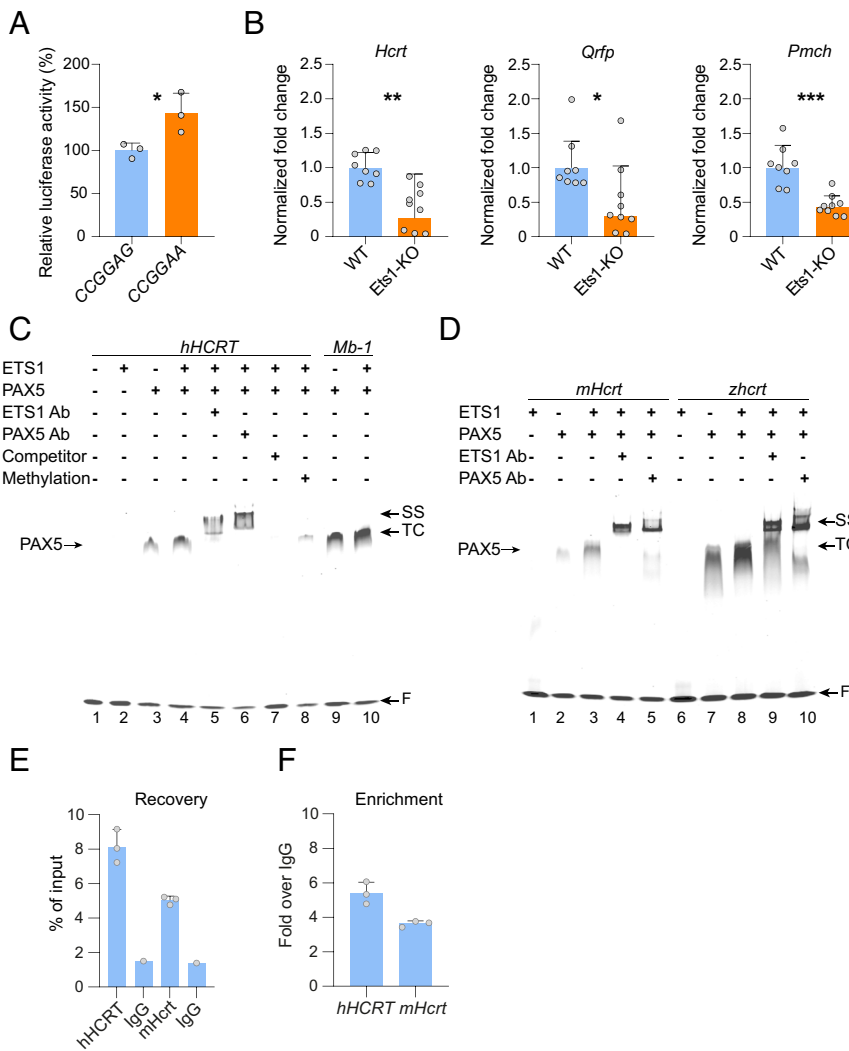 A
Relative luciferase activity (%)
200
150
100
50
0
*
CCGGAG
CCGGAA
B
Hcrt
Normalized fold change
2.5
2.0
1.5
1.0
0.5
0
**
WT
Ets1-KO
Qrfp
Normalized fold change
2.5
2.0
1.5
1.0
0.5
0
*
WT
Ets1-KO
Pmch
Normalized fold change
2.5
2.0
1.5
1.0
0.5
0
***
WT
Ets1-KO
C
hHCRT Mb-1
ETS1 - + - + + + + + - +
PAX5 - - + + + + + + + +
ETS1 Ab - - - - + - - - - -
PAX5 Ab - - - - - + - - - -
Competitor - - - - - - + - - -
Methylation - - - - - - - + - -
SS
TC
PAX5
F
1 2 3 4 5 6 7 8 9 10
D
mHcrt zhcrt
ETS1 + - + + + + - + + +
PAX5 - + + + + - + + + +
ETS1 Ab - - - + - - - - + -
PAX5 Ab - - - - + - - - - +
SS
TC
PAX5
F
1 2 3 4 5 6 7 8 9 10
E
Recovery
% of input
10
8
6
4
2
0
hHCRT
IgG
mHcrt
IgG
F
Enrichment
Fold over IgG
10
8
6
4
2
0
hHCRT mHcrt